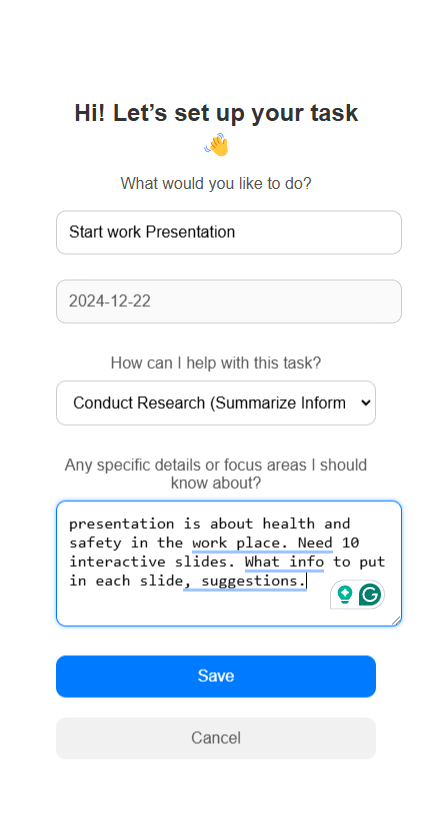 Hi! Let’s set up your task
👋
What would you like to do?
Start work Presentation
2024-12-22
How can I help with this task?
Conduct Research (Summarize Inform
Any specific details or focus areas I should
know about?
presentation is about health and
safety in the work place. Need 10
interactive slides. What info to put
in each slide, suggestions.
Save
Cancel